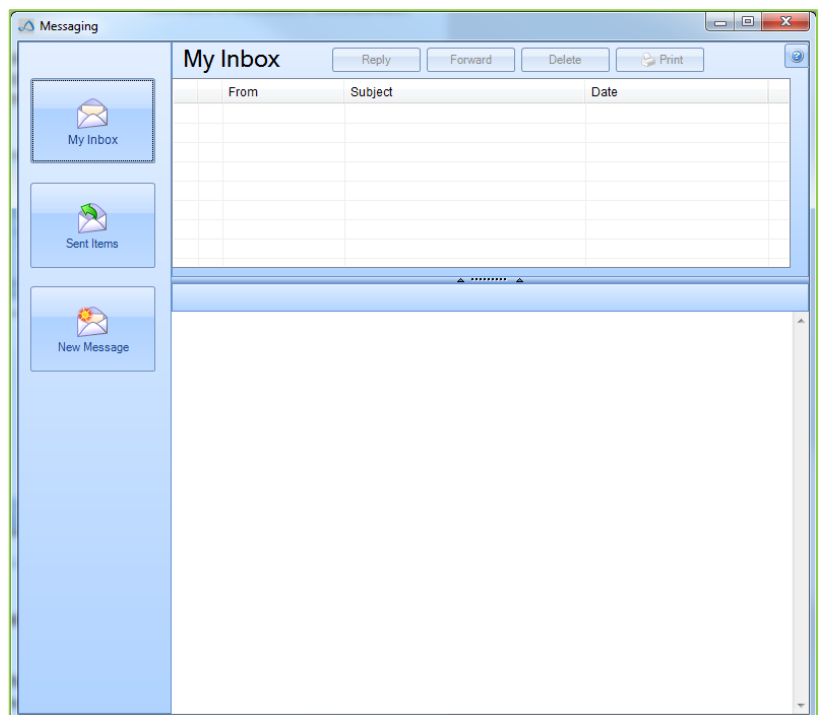 Messaging
My Inbox
Reply Forward Delete Print
From Subject Date
My Inbox
Sent Items
New Message